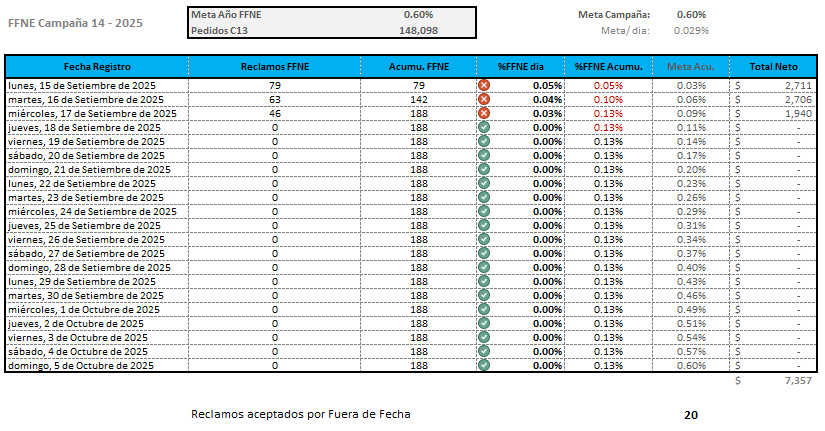 FFNE Campaña 14 - 2025
Meta Año FFNE 0.60%
Pedidos C13 148,098
Meta Campaña: 0.60%
Meta/dia: 0.029%
Fecha Registro Reclamos FFNE Acumu. FFNE %FFNE dia %FFNE Acumu. Meta Acu. Total Neto
lunes, 15 de Setiembre de 2025 79 79 0.05% 0.05% 0.03% $ 2,711
martes, 16 de Setiembre de 2025 63 142 0.04% 0.10% 0.06% $ 2,706
miércoles, 17 de Setiembre de 2025 46 188 0.03% 0.13% 0.09% $ 1,940
jueves, 18 de Setiembre de 2025 0 188 0.00% 0.13% 0.11% $ -
viernes, 19 de Setiembre de 2025 0 188 0.00% 0.13% 0.14% $ -
sábado, 20 de Setiembre de 2025 0 188 0.00% 0.13% 0.17% $ -
domingo, 21 de Setiembre de 2025 0 188 0.00% 0.13% 0.20% $ -
lunes, 22 de Setiembre de 2025 0 188 0.00% 0.13% 0.23% $ -
martes, 23 de Setiembre de 2025 0 188 0.00% 0.13% 0.26% $ -
miércoles, 24 de Setiembre de 2025 0 188 0.00% 0.13% 0.29% $ -
jueves, 25 de Setiembre de 2025 0 188 0.00% 0.13% 0.31% $ -
viernes, 26 de Setiembre de 2025 0 188 0.00% 0.13% 0.34% $ -
sábado, 27 de Setiembre de 2025 0 188 0.00% 0.13% 0.37% $ -
domingo, 28 de Setiembre de 2025 0 188 0.00% 0.13% 0.40% $ -
lunes, 29 de Setiembre de 2025 0 188 0.00% 0.13% 0.43% $ -
martes, 30 de Setiembre de 2025 0 188 0.00% 0.13% 0.46% $ -
miércoles, 1 de Octubre de 2025 0 188 0.00% 0.13% 0.49% $ -
jueves, 2 de Octubre de 2025 0 188 0.00% 0.13% 0.51% $ -
viernes, 3 de Octubre de 2025 0 188 0.00% 0.13% 0.54% $ -
sábado, 4 de Octubre de 2025 0 188 0.00% 0.13% 0.57% $ -
domingo, 5 de Octubre de 2025 0 188 0.00% 0.13% 0.60% $ -
$ 7,357
Reclamos aceptados por Fuera de Fecha 20